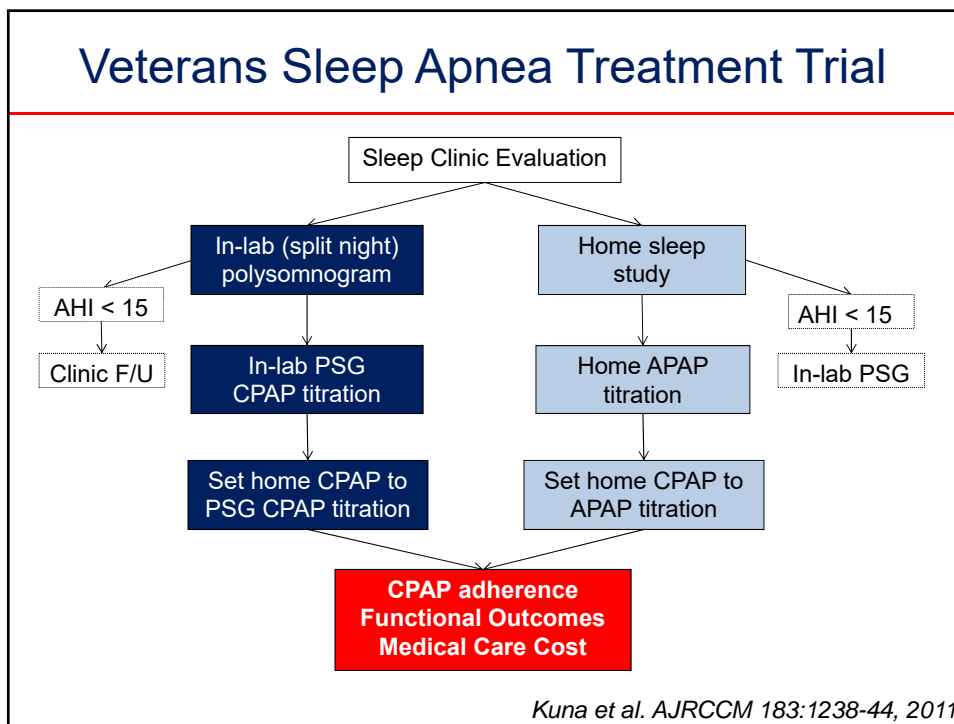 Veterans Sleep Apnea Treatment Trial
Sleep Clinic Evaluation
In-lab (split night)
polysomnogram
Home sleep
study
AHI < 15
AHI < 15
Clinic F/U
In-lab PSG
CPAP titration
Home APAP
titration
In-lab PSG
Set home CPAP to
PSG CPAP titration
Set home CPAP to
APAP titration
CPAP adherence
Functional Outcomes
Medical Care Cost
Kuna et al. AJRCCM 183:1238-44, 2011